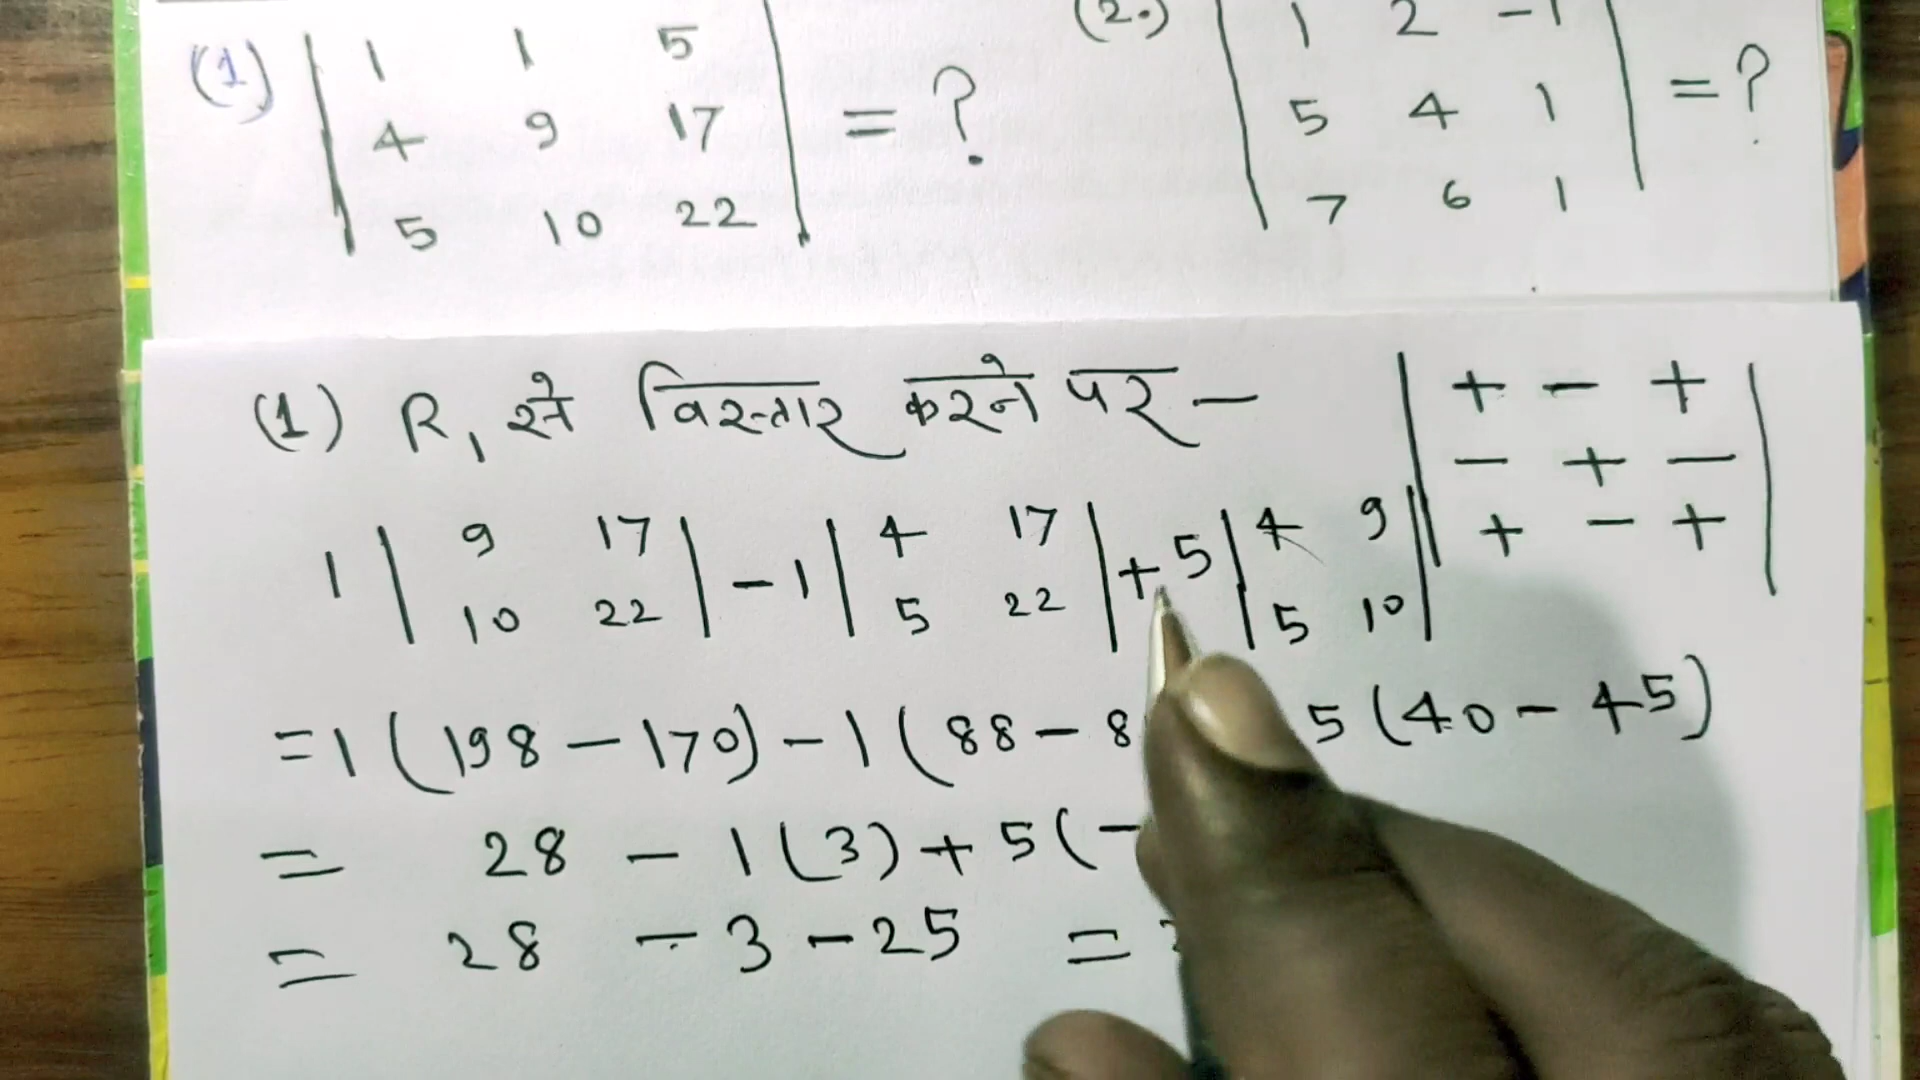 (1) | 1 1 5 | = ? (2.) | 1 2 -1 | = ?
| 4 9 17 | | 5 4 1 |
| 5 10 22 | | 7 6 1 |
(1) R₁ से विस्तार करने पर —
| + - + |
| - + - |
| + - + |
1 | 9 17 | - 1 | 4 17 | + 5 | 4 9 |
| 10 22 | | 5 22 | | 5 10 |
= 1 ( 198 - 170 ) - 1 ( 88 - 8 5 ( 40 - 45 )
= 28 - 1 ( 3 ) + 5 ( -
= 28 - 3 - 25 =